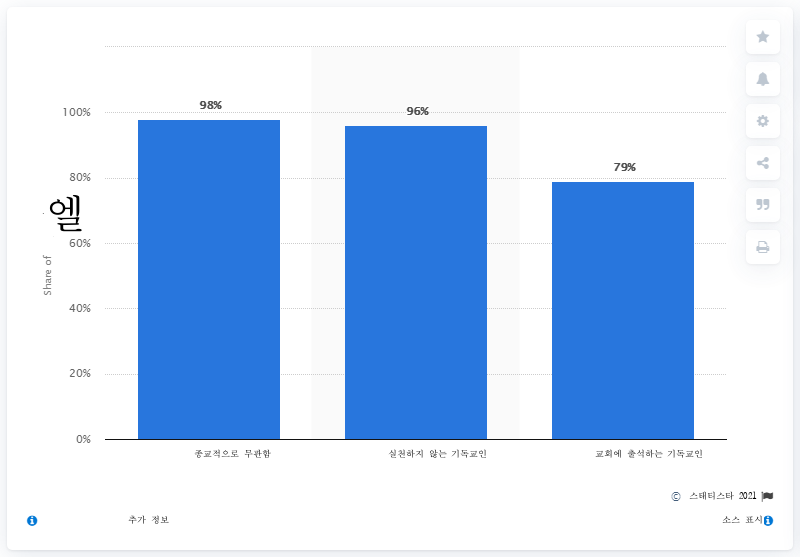 98%
96%
79%
100%
80%
60%
40%
20%
0%
엘
Share of
종교적으로 무관함
실천하지 않는 기독교인
교회에 출석하는 기독교인
© 스태티스타 2021
추가 정보
소스 표시